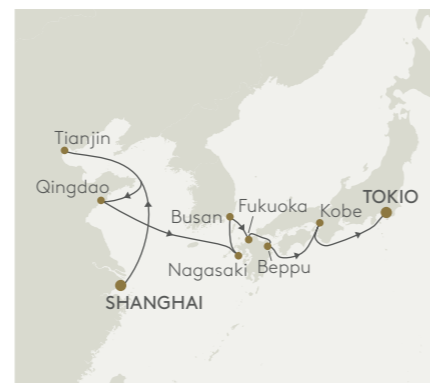 Tianjin
Qingdao
Busan
Fukuoka
Kobe
TOKIO
Nagasaki
Beppu
SHANGHAI